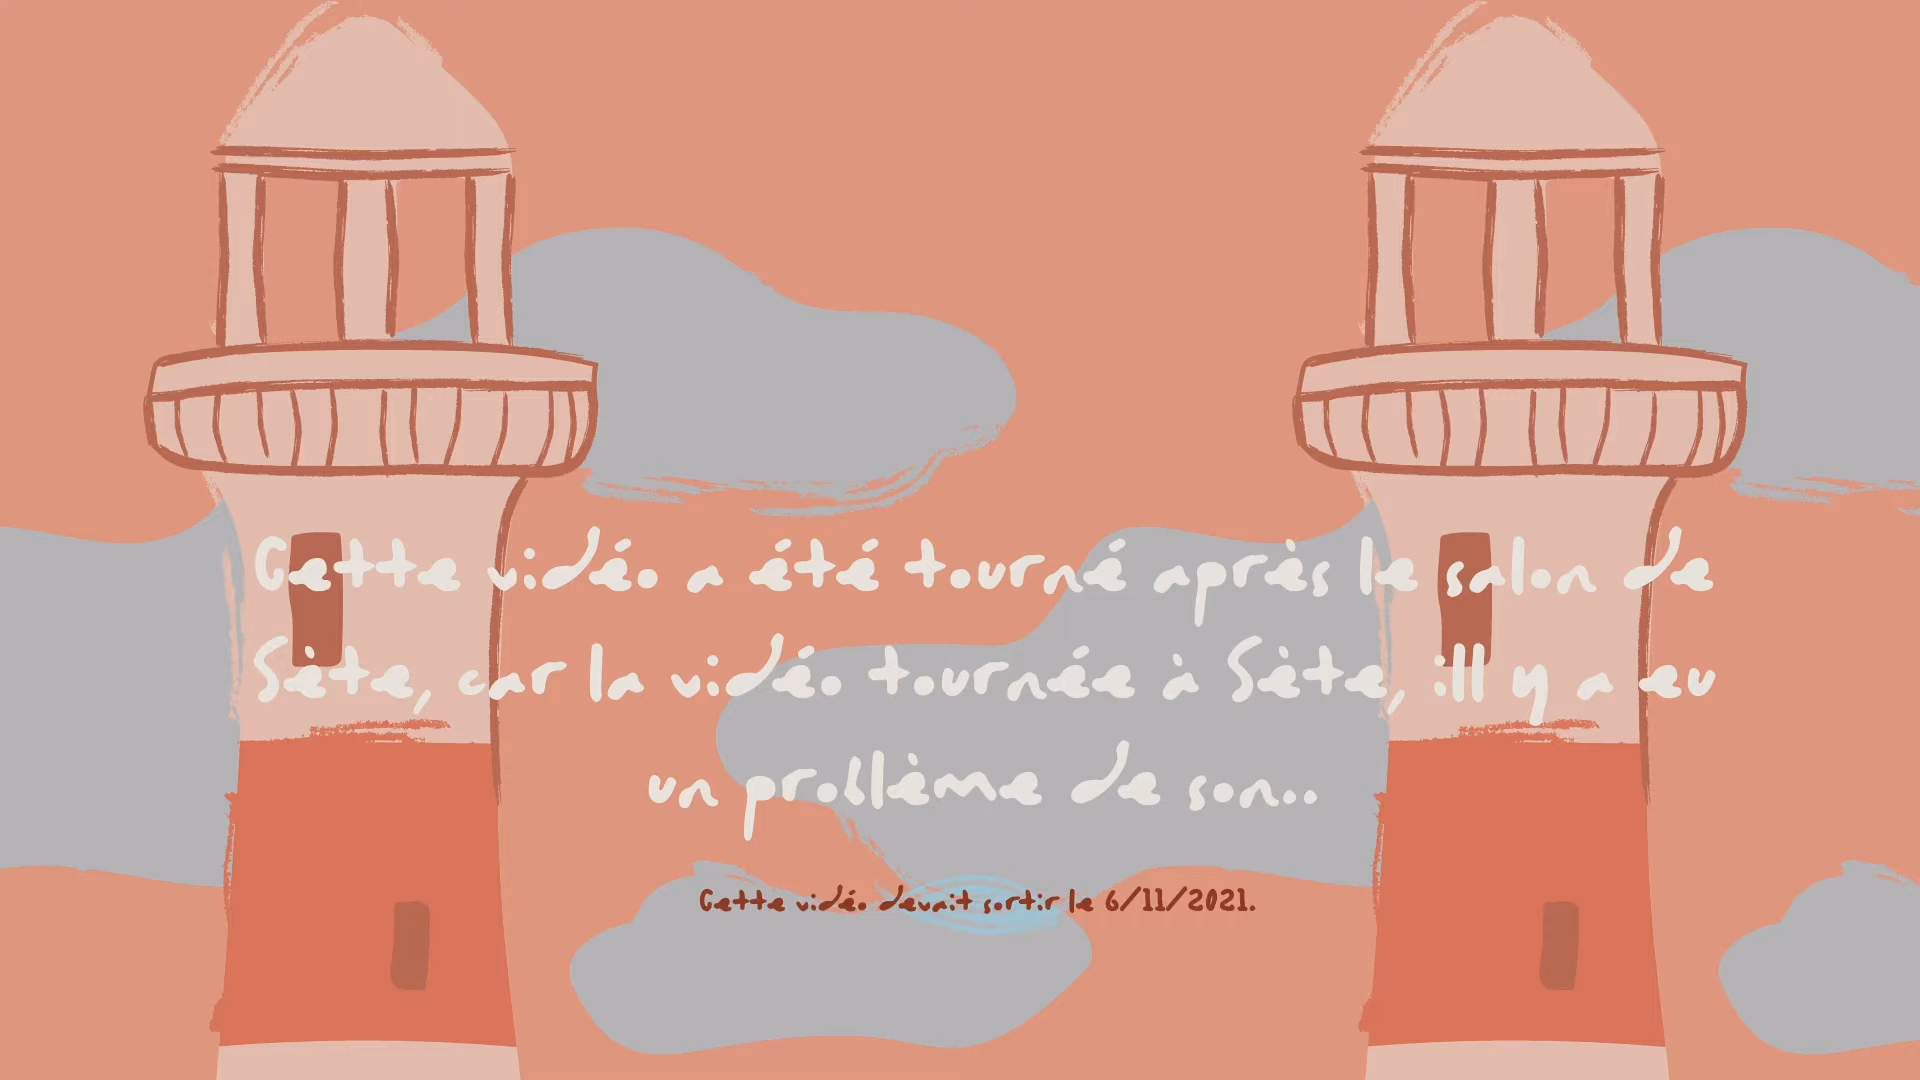 Cette vidéo a été tourné après le salon de
Sète, car la vidéo tournée à Sète, ill y a eu
un problème de son..
Cette vidéo devait sortir le 6/11/2021.